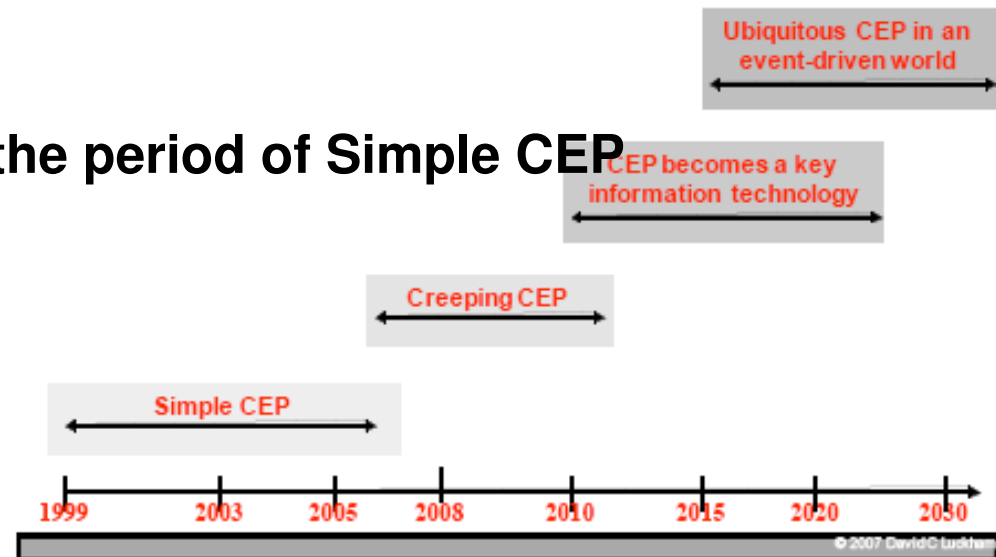 Ubiquitous CEP in an
event-driven world
the period of Simple CEP
CEP becomes a key
information technology
Creeping CEP
Simple CEP
1999 2003 2005 2008 2010 2015 2020 2030
© 2007 David C Luckham